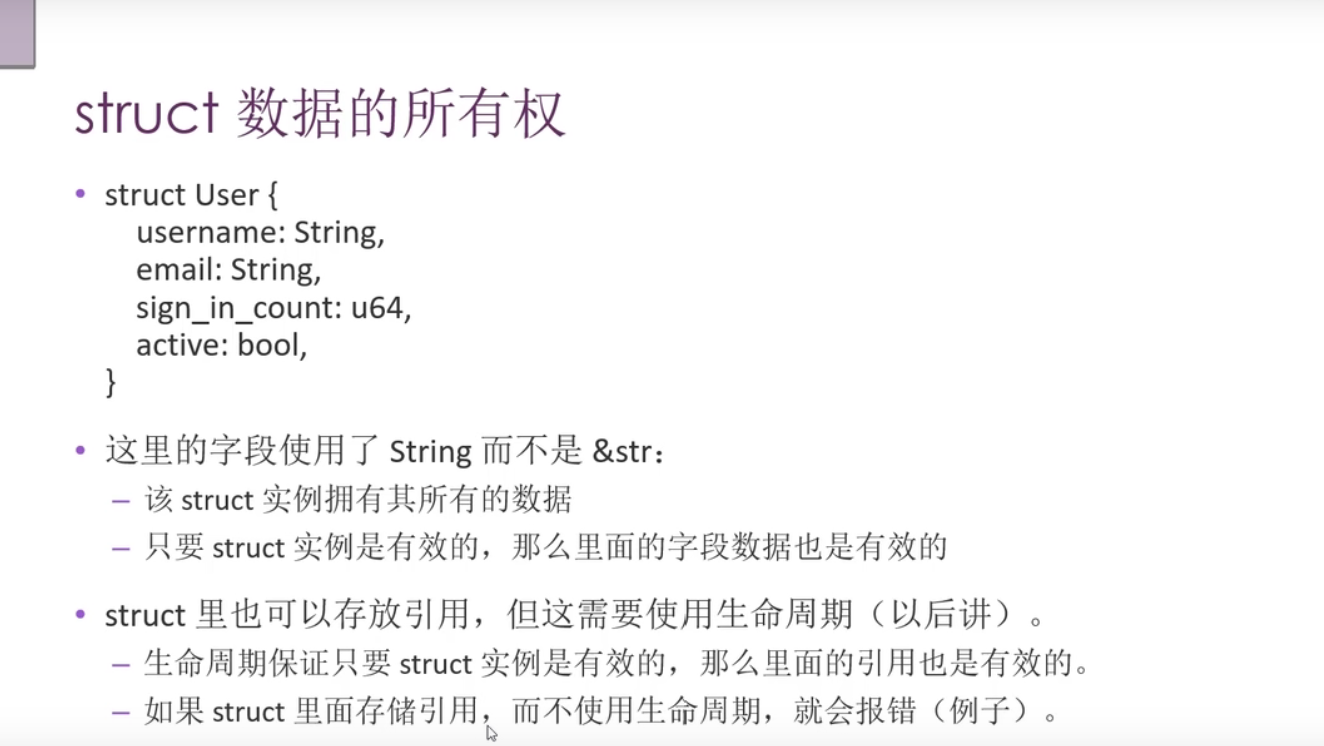 struct 数据的所有权
• struct User {
username: String,
email: String,
sign_in_count: u64,
active: bool,
}
• 这里的字段使用了 String 而不是 &str：
– 该 struct 实例拥有其所有的数据
– 只要 struct 实例是有效的，那么里面的字段数据也是有效的
• struct 里也可以存放引用，但这需要使用生命周期（以后讲）。
– 生命周期保证只要 struct 实例是有效的，那么里面的引用也是有效的。
– 如果 struct 里面存储引用，而不使用生命周期，就会报错（例子）。